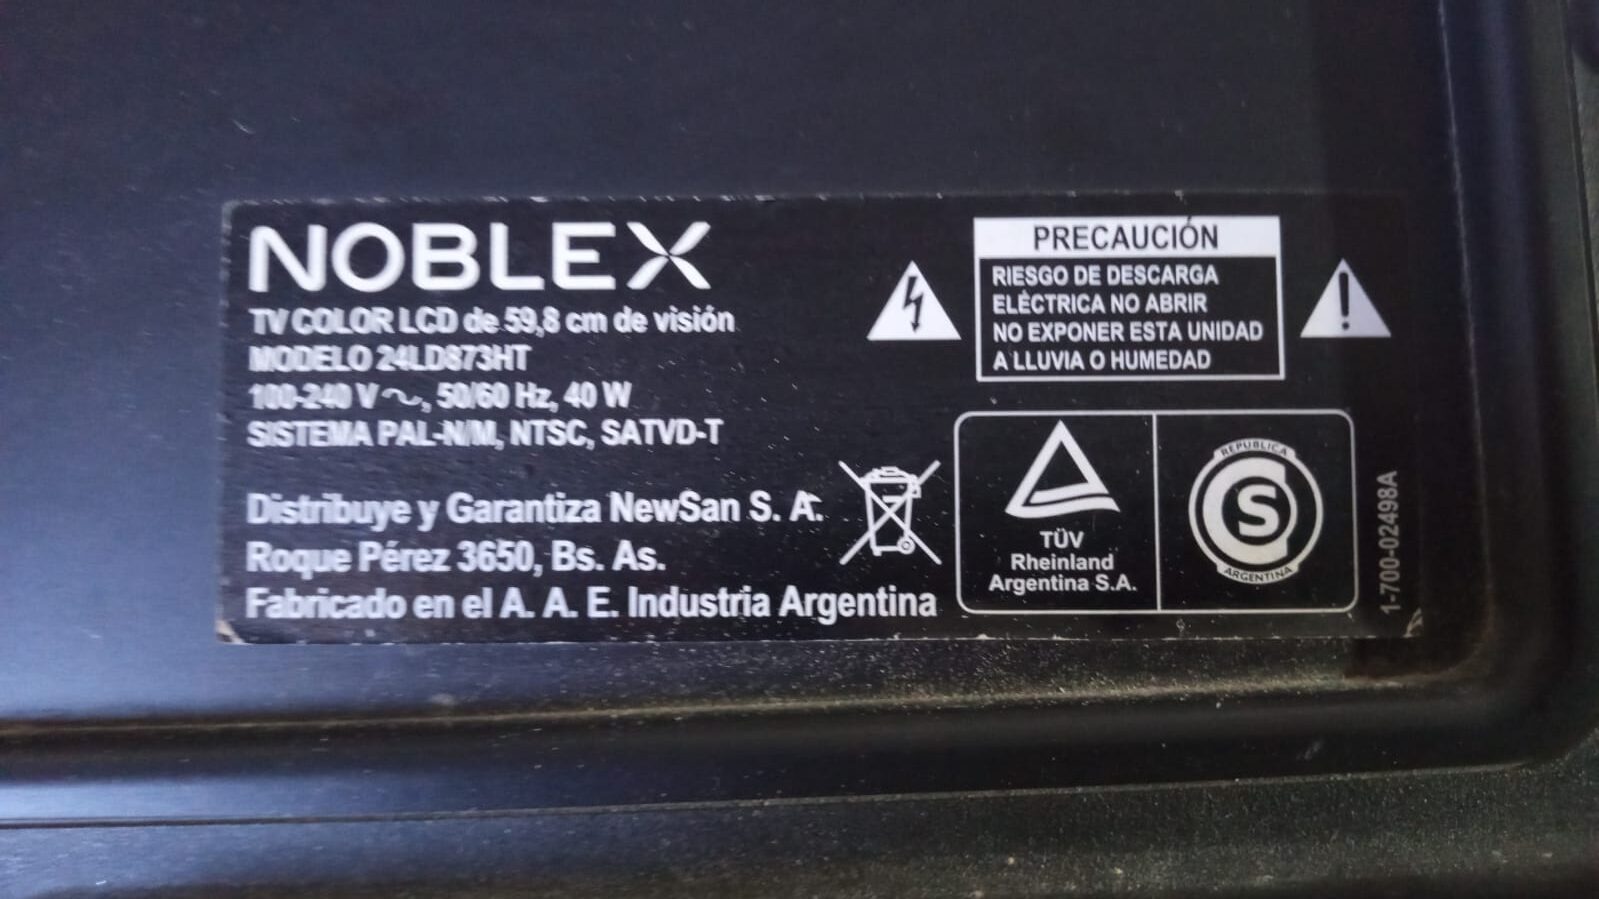 NOBLEX
TV COLOR LCD de 59,8 cm de visión
MODELO 24LD873HT
100-240 V ~, 50/60 Hz, 40 W
SISTEMA PAL-N/M, NTSC, SATVD-T
Distribuye y Garantiza NewSan S. A.
Roque Pérez 3650, Bs. As.
Fabricado en el A. A. E. Industria Argentina
PRECAUCIÓN
RIESGO DE DESCARGA
ELÉCTRICA NO ABRIR
NO EXPONER ESTA UNIDAD
A LLUVIA O HUMEDAD
TÜV
Rheinland
Argentina S.A.
REPUBLICA
S
ARGENTINA
1-700-02498A